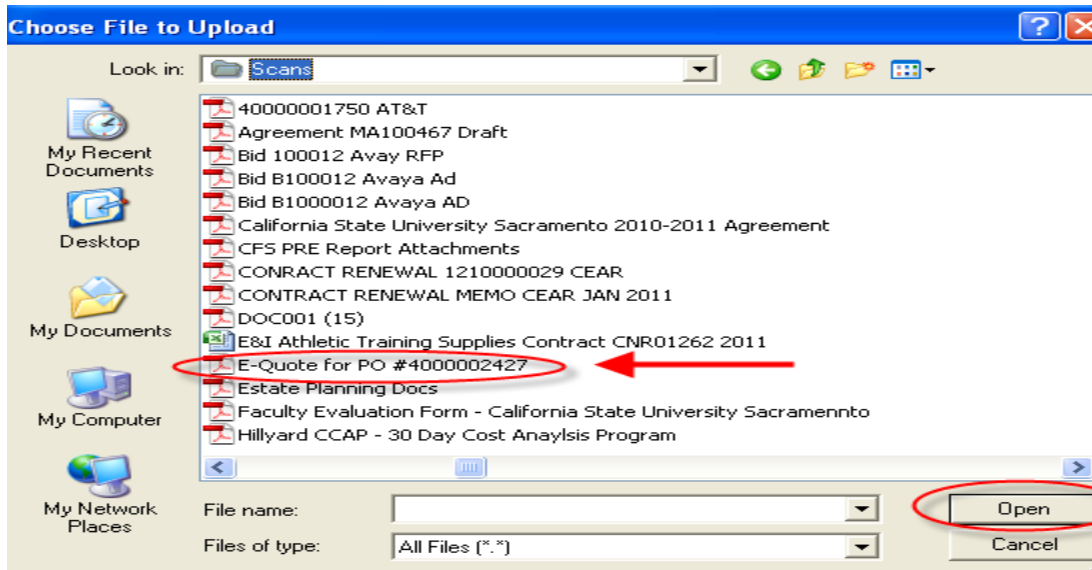 Choose File to Upload
Look in:
Scans
My Recent
Documents
Desktop
My Documents
My Computer
My Network
Places
40000001750 AT&T
Agreement MA100467 Draft
Bid 100012 Avay RFP
Bid B100012 Avaya Ad
Bid B1000012 Avaya AD
California State University Sacramento 2010-2011 Agreement
CFS PRE Report Attachments
CONRACT RENEWAL 1210000029 CEAR
CONTRACT RENEWAL MEMO CEAR JAN 2011
DOC001 (15)
E&I Athletic Training Supplies Contract CNR01262 2011
E-Quote for PO #4000002427
Estate Planning Docs
Faculty Evaluation Form - California State University Sacramennto
Hillyard CCAP - 30 Day Cost Anaylsis Program
File name:
Open
Files of type:
All Files (*.*)
Cancel